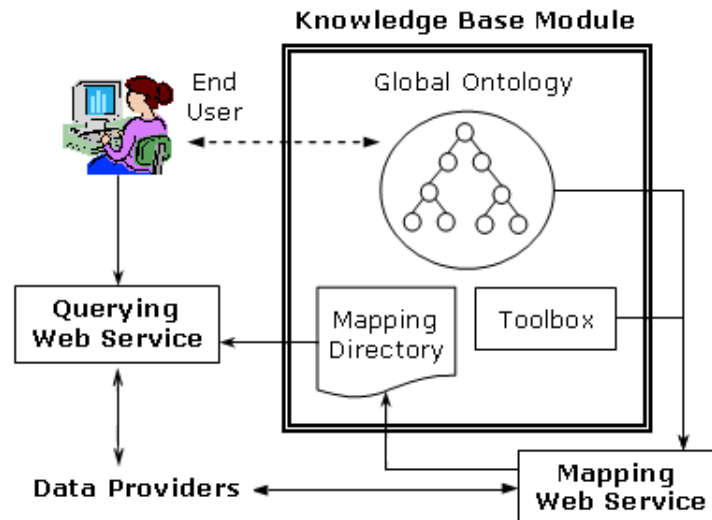 Knowledge Base Module
End
User
Global Ontology
Querying
Web Service
Mapping
Directory
Toolbox
Data Providers
Mapping
Web Service